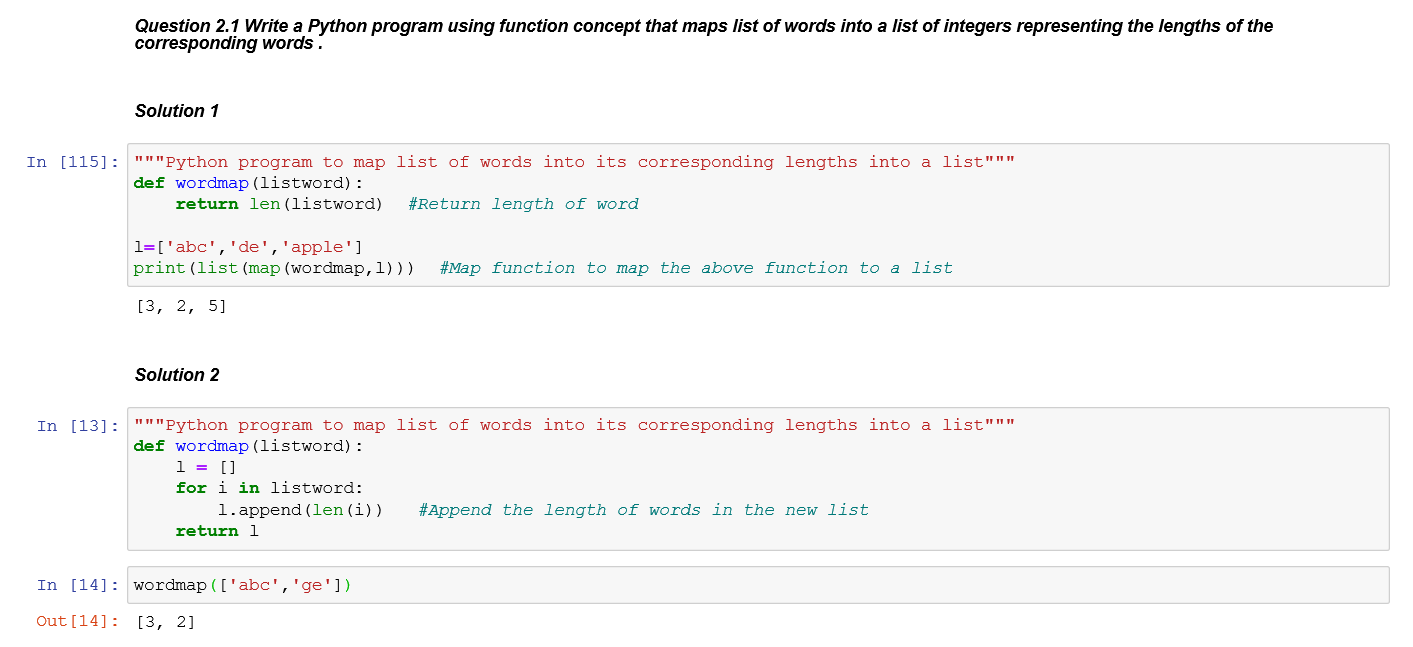 Question 2.1 Write a Python program using function concept that maps list of words into a list of integers representing the lengths of the
corresponding words .
Solution 1
In [115]: """Python program to map list of words into its corresponding lengths into a list"""
def wordmap(listword):
    return len(listword)  #Return length of word
l=['abc','de','apple']
print(list(map(wordmap,l)))  #Map function to map the above function to a list
[3, 2, 5]
Solution 2
In [13]: """Python program to map list of words into its corresponding lengths into a list"""
def wordmap(listword):
    l = []
    for i in listword:
        l.append(len(i))   #Append the length of words in the new list
    return l
In [14]: wordmap(['abc','ge'])
Out[14]: [3, 2]